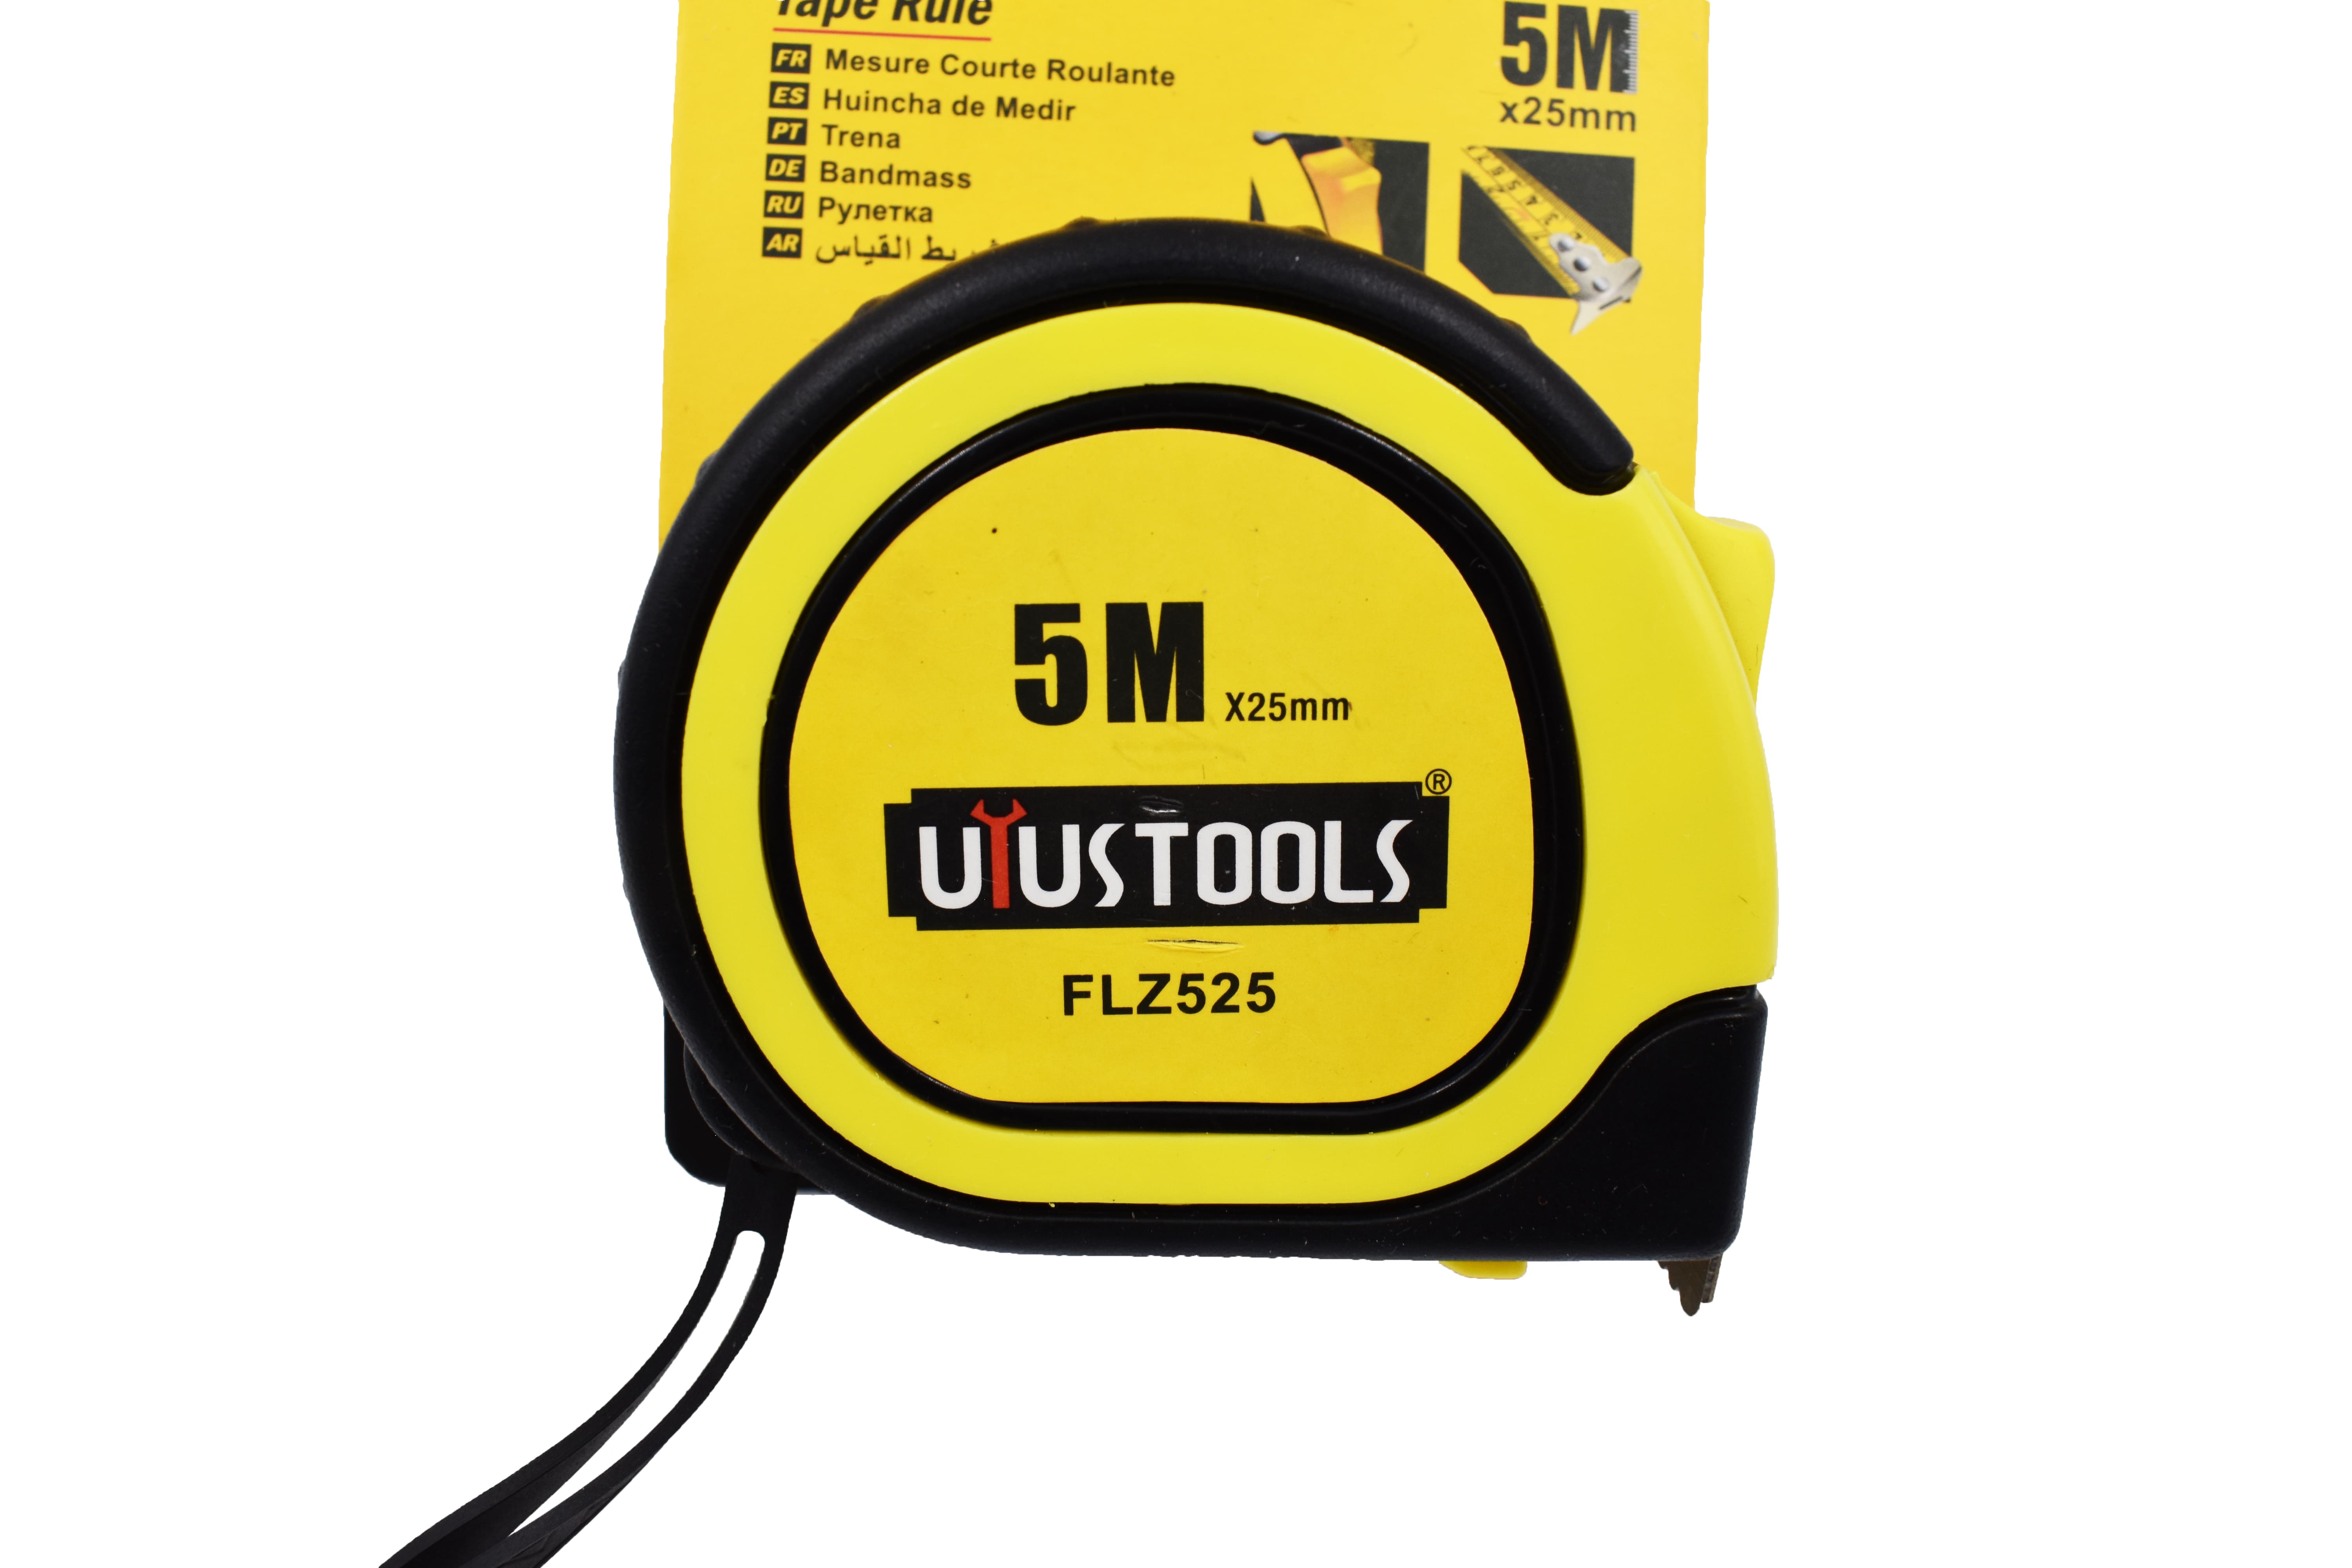 Tape Rule
FR Mesure Courte Roulante
ES Huincha de Medir
PT Trena
DE Bandmass
RU Рулетка
AR شريط القياس
5M
x25mm
5M X25mm
UYUSTOOLS®
FLZ525